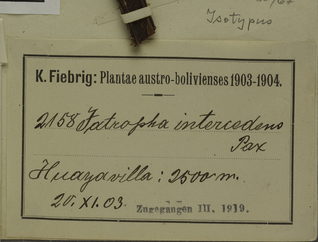 Isotypus
K. Fiebrig: Plantae austro-bolivienses 1903-1904.
2158 Jatropha intercedens
Pax
Huayavilla: 2500 m.
20. XI. 03
Zugegangen III. 1919.